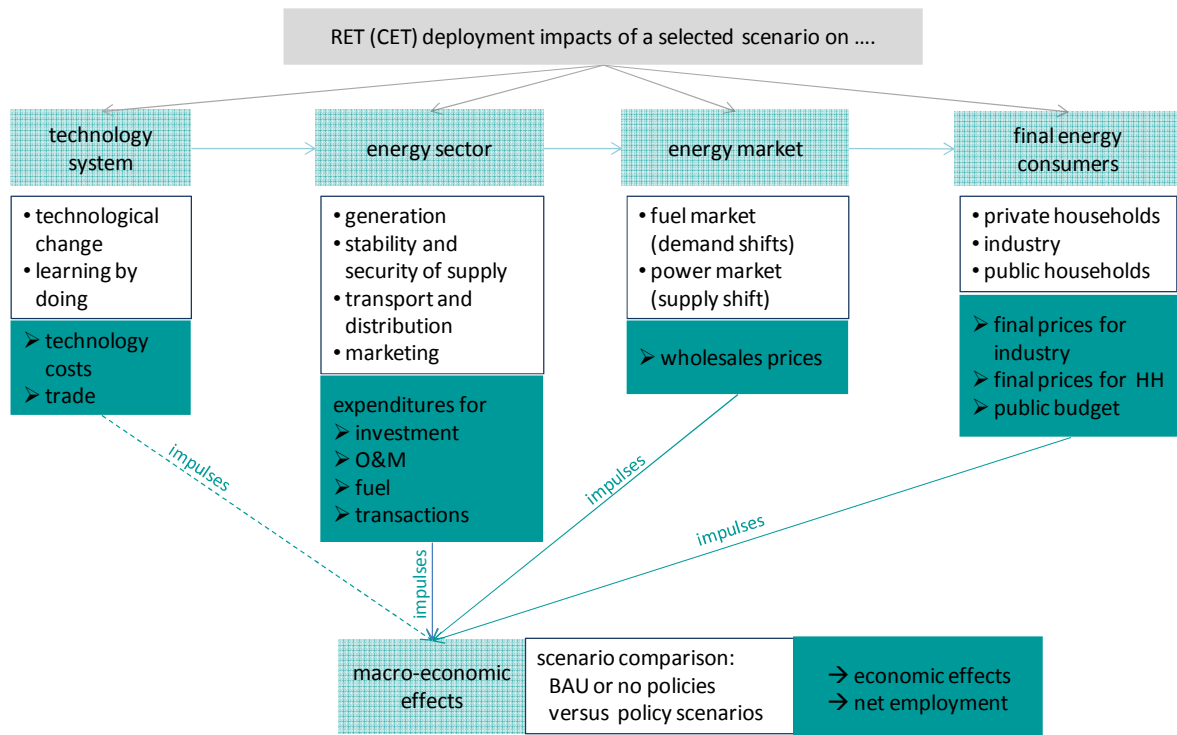 RET (CET) deployment impacts of a selected scenario on ....
technology
system
energy sector
energy market
final energy
consumers
• technological
change
• learning by
doing
➢ technology
costs
➢ trade
• generation
• stability and
security of supply
• transport and
distribution
• marketing
expenditures for
➢ investment
➢ O&M
➢ fuel
➢ transactions
• fuel market
(demand shifts)
• power market
(supply shift)
➢ wholesales prices
• private households
• industry
• public households
➢ final prices for
industry
➢ final prices for HH
➢ public budget
impulses
impulses
impulses
impulses
macro-economic
effects
scenario comparison:
BAU or no policies
versus policy scenarios
→ economic effects
→ net employment